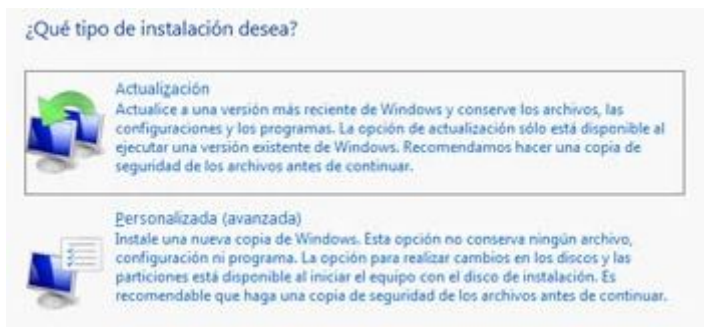 ¿Qué tipo de instalación desea?
Actualización
Actualice a una versión más reciente de Windows y conserve los archivos, las
configuraciones y los programas. La opción de actualización sólo está disponible al
ejecutar una versión existente de Windows. Recomendamos hacer una copia de
seguridad de los archivos antes de continuar.
Personalizada (avanzada)
Instale una nueva copia de Windows. Esta opción no conserva ningún archivo,
configuración ni programa. La opción para realizar cambios en los discos y las
particiones está disponible al iniciar el equipo con el disco de instalación. Es
recomendable que haga una copia de seguridad de los archivos antes de continuar.